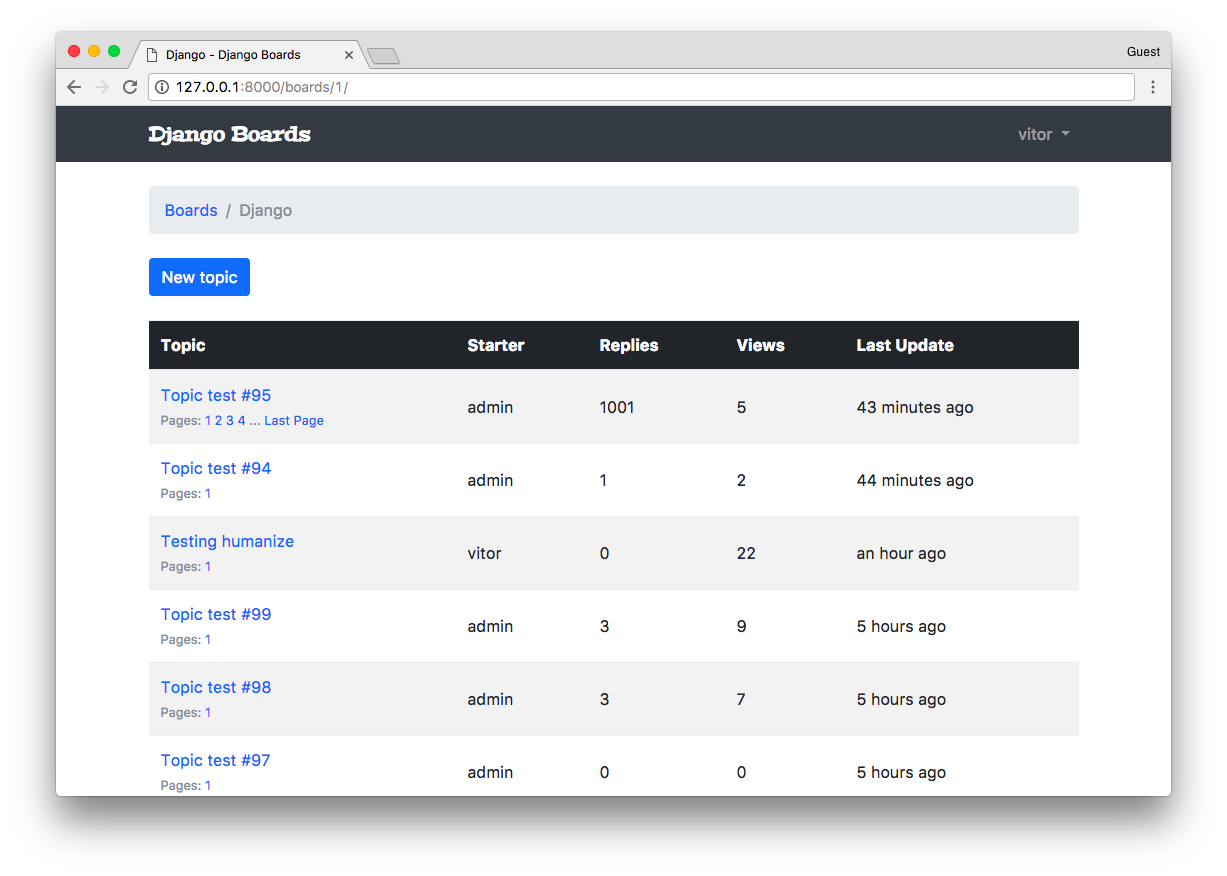 Django - Django Boards
Guest
127.0.0.1:8000/boards/1/
Django Boards
vitor
Boards / Django
New topic
Topic Starter Replies Views Last Update
Topic test #95
Pages: 1 2 3 4 ... Last Page
admin 1001 5 43 minutes ago
Topic test #94
Pages: 1
admin 1 2 44 minutes ago
Testing humanize
Pages: 1
vitor 0 22 an hour ago
Topic test #99
Pages: 1
admin 3 9 5 hours ago
Topic test #98
Pages: 1
admin 3 7 5 hours ago
Topic test #97
Pages: 1
admin 0 0 5 hours ago